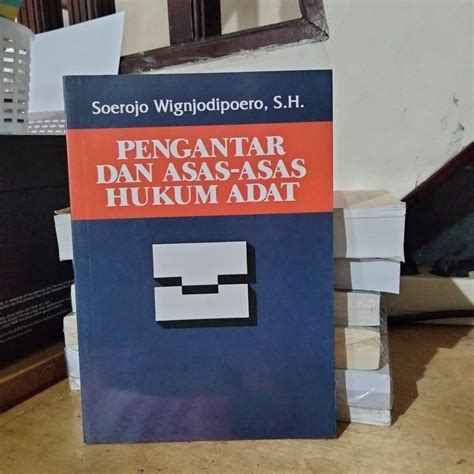 Soerojo Wignjodipoero, S.H.
PENGANTAR
DAN ASAS-ASAS
HUKUM ADAT